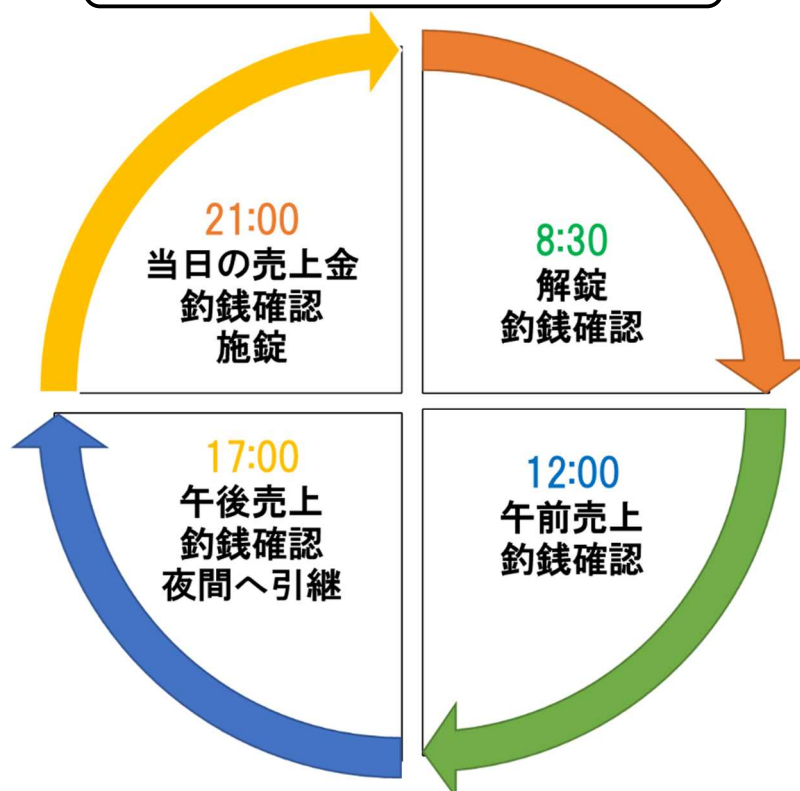 21:00
当日の売上金
釣銭確認
施錠
8:30
解錠
釣銭確認
17:00
午後売上
釣銭確認
夜間へ引継
12:00
午前売上
釣銭確認